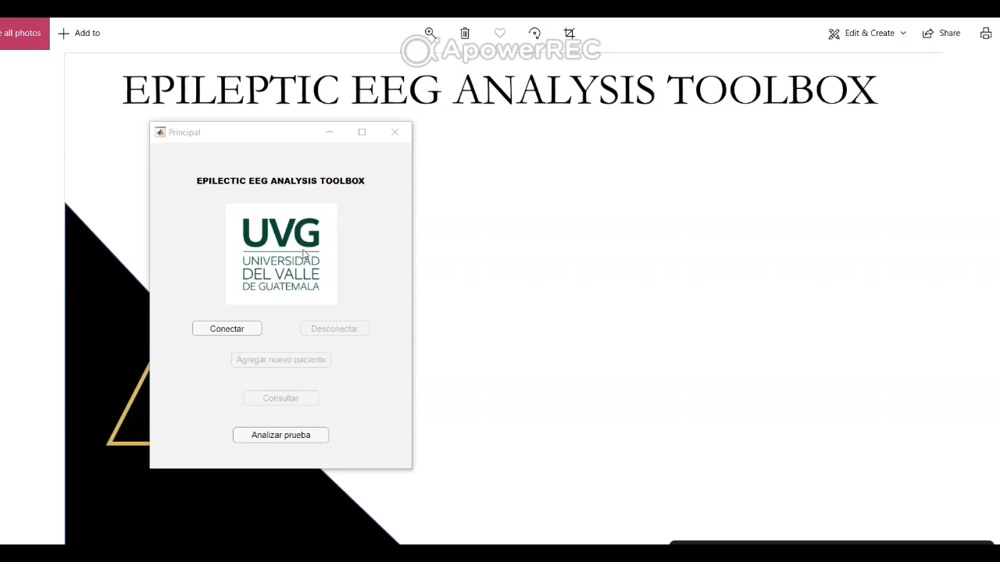 e all photos
Add to
Edit & Create
Share
ApowerREC
EPILEPTIC EEG ANALYSIS TOOLBOX
Principal
EPILECTIC EEG ANALYSIS TOOLBOX
UVG
UNIVERSIDAD
DEL VALLE
DE GUATEMALA
Conectar
Desconectar
Agregar nuevo paciente
Consultar
Analizar prueba